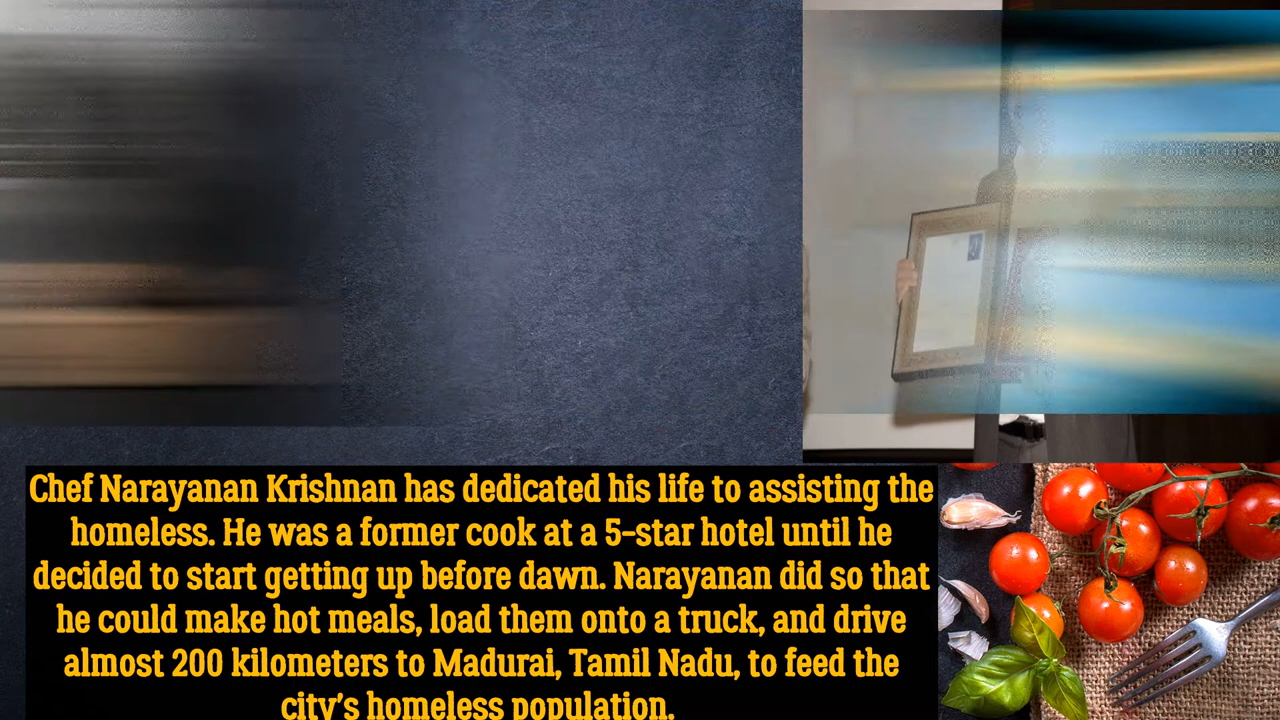 Chef Narayanan Krishnan has dedicated his life to assisting the
homeless. He was a former cook at a 5-star hotel until he
decided to start getting up before dawn. Narayanan did so that
he could make hot meals, load them onto a truck, and drive
almost 200 kilometers to Madurai, Tamil Nadu, to feed the
city's homeless population.